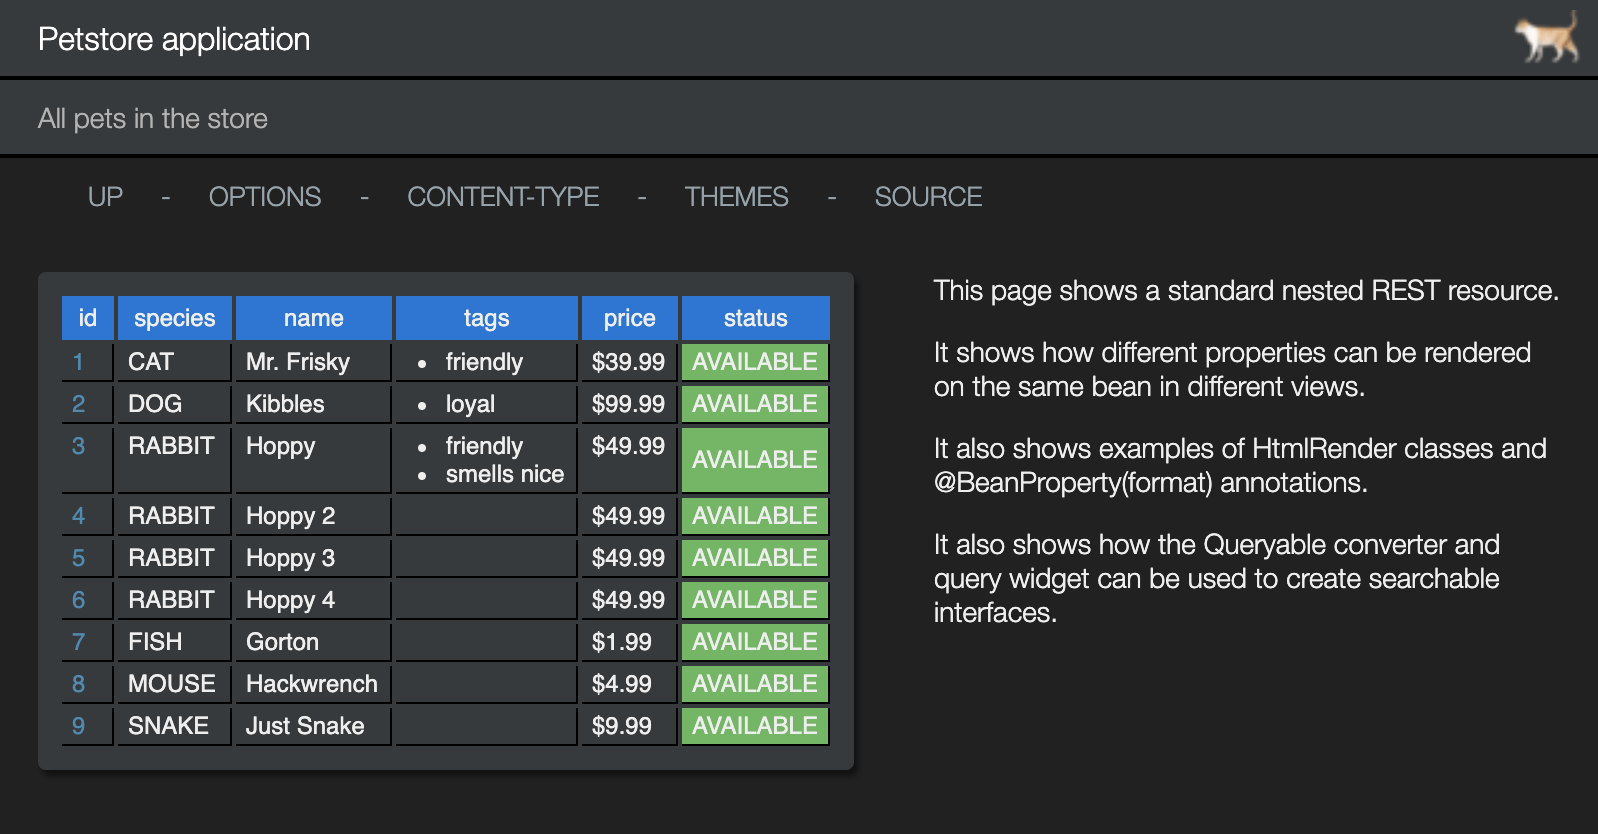 Petstore application
All pets in the store
UP - OPTIONS - CONTENT-TYPE - THEMES - SOURCE
id species name tags price status
1 CAT Mr. Frisky • friendly $39.99 AVAILABLE
2 DOG Kibbles • loyal $99.99 AVAILABLE
3 RABBIT Hoppy • friendly $49.99 AVAILABLE
• smells nice
4 RABBIT Hoppy 2 $49.99 AVAILABLE
5 RABBIT Hoppy 3 $49.99 AVAILABLE
6 RABBIT Hoppy 4 $49.99 AVAILABLE
7 FISH Gorton $1.99 AVAILABLE
8 MOUSE Hackwrench $4.99 AVAILABLE
9 SNAKE Just Snake $9.99 AVAILABLE
This page shows a standard nested REST resource.
It shows how different properties can be rendered
on the same bean in different views.
It also shows examples of HtmlRender classes and
@BeanProperty(format) annotations.
It also shows how the Queryable converter and
query widget can be used to create searchable
interfaces.